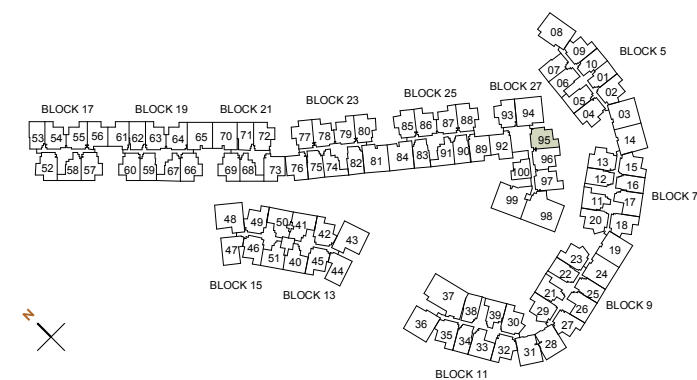 08
BLOCK 5
09
10
07
06
01
02
05
04
03
14
BLOCK 27
BLOCK 25
BLOCK 23
BLOCK 17
BLOCK 19
BLOCK 21
53 54 55 56 61 62 63 64 65 70 71 72
77 78 79 80
85 86 87 88
93 94
95
52 58 57 60 59 67 66 69 68 73 76 75 74 82 81 84 83 91 90 89 92
96
100 97
99 98
13 15
12 16
11 17
20 18
BLOCK 7
19
48 49 50 41 42 43
47 46 51 40 45 44
BLOCK 15
BLOCK 13
23
22 24
21 25
29 26
27
28
BLOCK 9
37
38 39 30
36 35 34 33 32 31
BLOCK 11
N